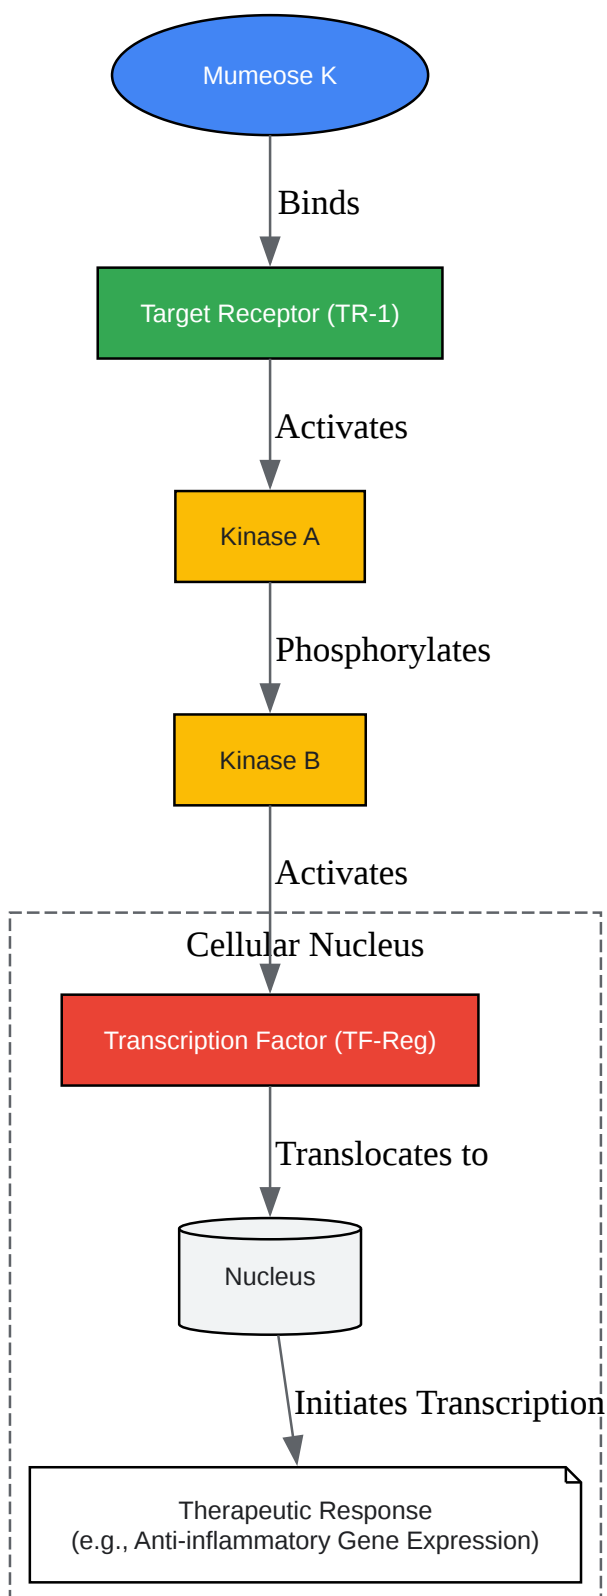 Mumeose K
Binds
Target Receptor (TR-1)
Activates
Kinase A
Phosphorylates
Kinase B
Activates
Cellular Nucleus
Transcription Factor (TF-Reg)
Translocates to
Nucleus
Initiates Transcription
Therapeutic Response
(e.g., Anti-inflammatory Gene Expression)